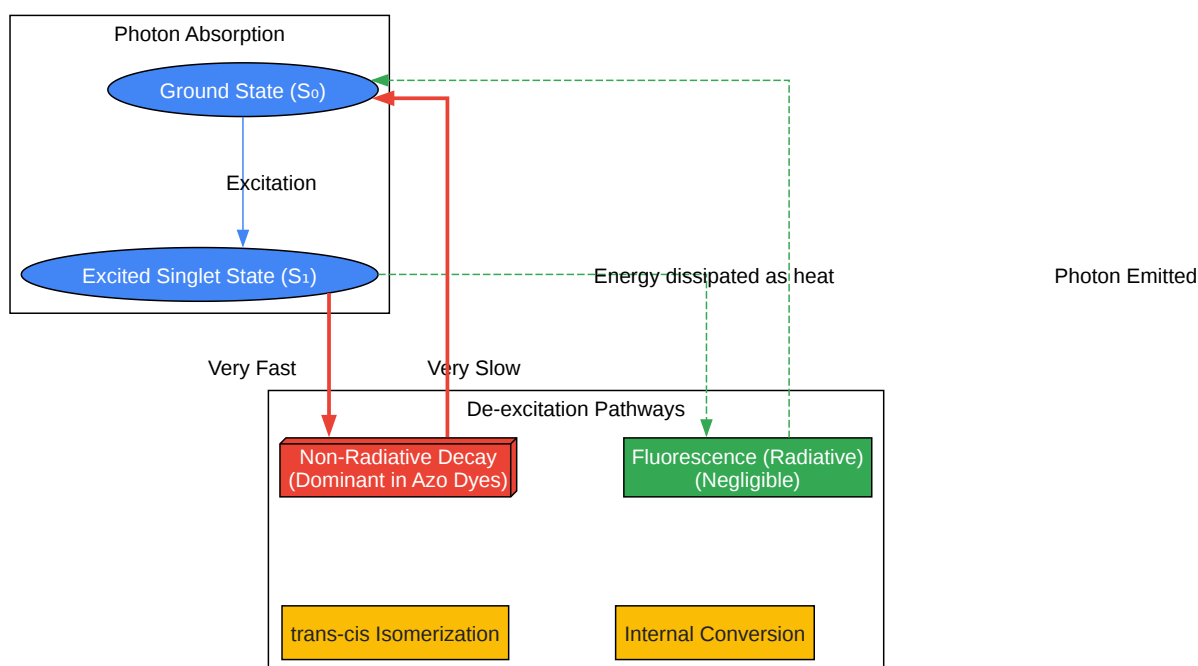 Photon Absorption
Ground State (S₀)
Excitation
Excited Singlet State (S₁)
Energy dissipated as heat
Photon Emitted
Very Fast
Very Slow
De-excitation Pathways
Non-Radiative Decay
(Dominant in Azo Dyes)
Fluorescence (Radiative)
(Negligible)
trans-cis Isomerization
Internal Conversion